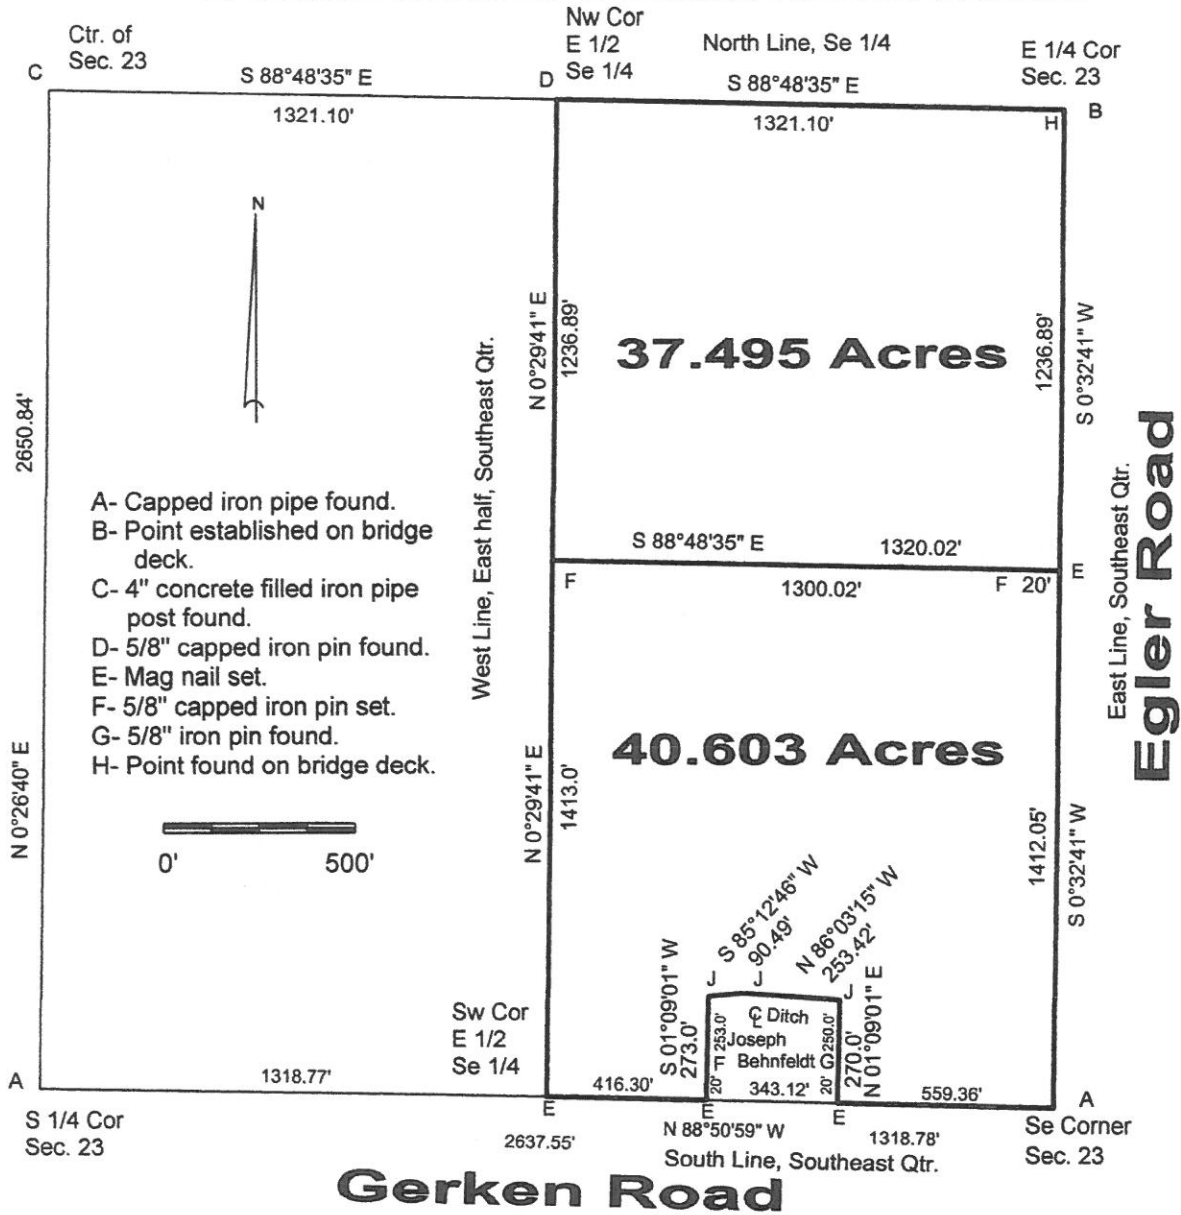 Ctr. of
Sec. 23
C
S 88°48'35" E
1321.10'
D
Nw Cor
E 1/2
Se 1/4
North Line, Se 1/4
S 88°48'35" E
1321.10'
E 1/4 Cor
Sec. 23
B
H
N
2650.84'
N 0°26'40" E
West Line, East half, Southeast Qtr.
N 0°29'41" E
1236.89'
37.495 Acres
1236.89'
S 0°32'41" W
East Line, Southeast Qtr.
Egler Road
A- Capped iron pipe found.
B- Point established on bridge
deck.
C- 4" concrete filled iron pipe
post found.
D- 5/8" capped iron pin found.
E- Mag nail set.
F- 5/8" capped iron pin set.
G- 5/8" iron pin found.
H- Point found on bridge deck.
0'
500'
S 88°48'35" E
1320.02'
F
1300.02'
F 20'
E
40.603 Acres
N 0°29'41" E
1413.0'
1412.05'
S 0°32'41" W
S 85°12'46" W
90.49'
N 86°03'15" W
253.42'
J
J
J
S 01°09'01" W
273.0'
20' F 253.0'
℄ Ditch
Joseph
Behnfeldt
20' G 250.0'
270.0'
N 01°09'01" E
Sw Cor
E 1/2
Se 1/4
A
1318.77'
416.30'
343.12'
559.36'
A
E
E
E
S 1/4 Cor
Sec. 23
2637.55'
N 88°50'59" W
1318.78'
South Line, Southeast Qtr.
Se Corner
Sec. 23
Gerken Road